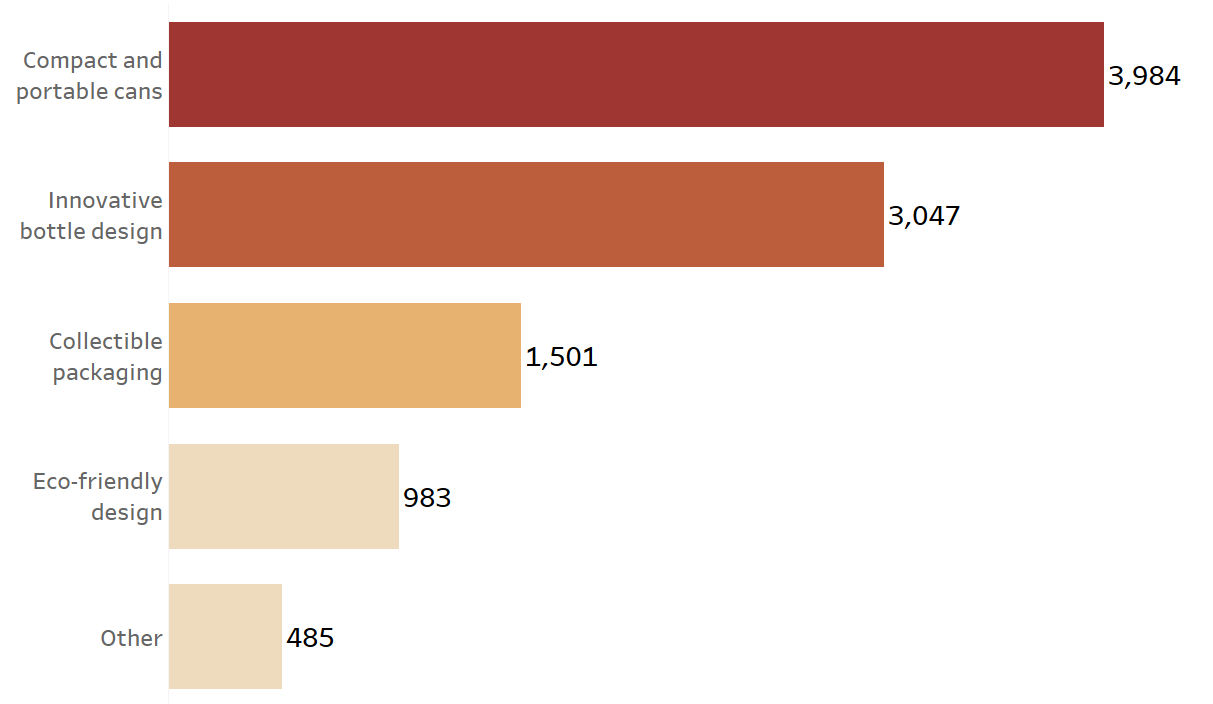 Compact and
portable cans
3,984
Innovative
bottle design
3,047
Collectible
packaging
1,501
Eco-friendly
design
983
Other
485